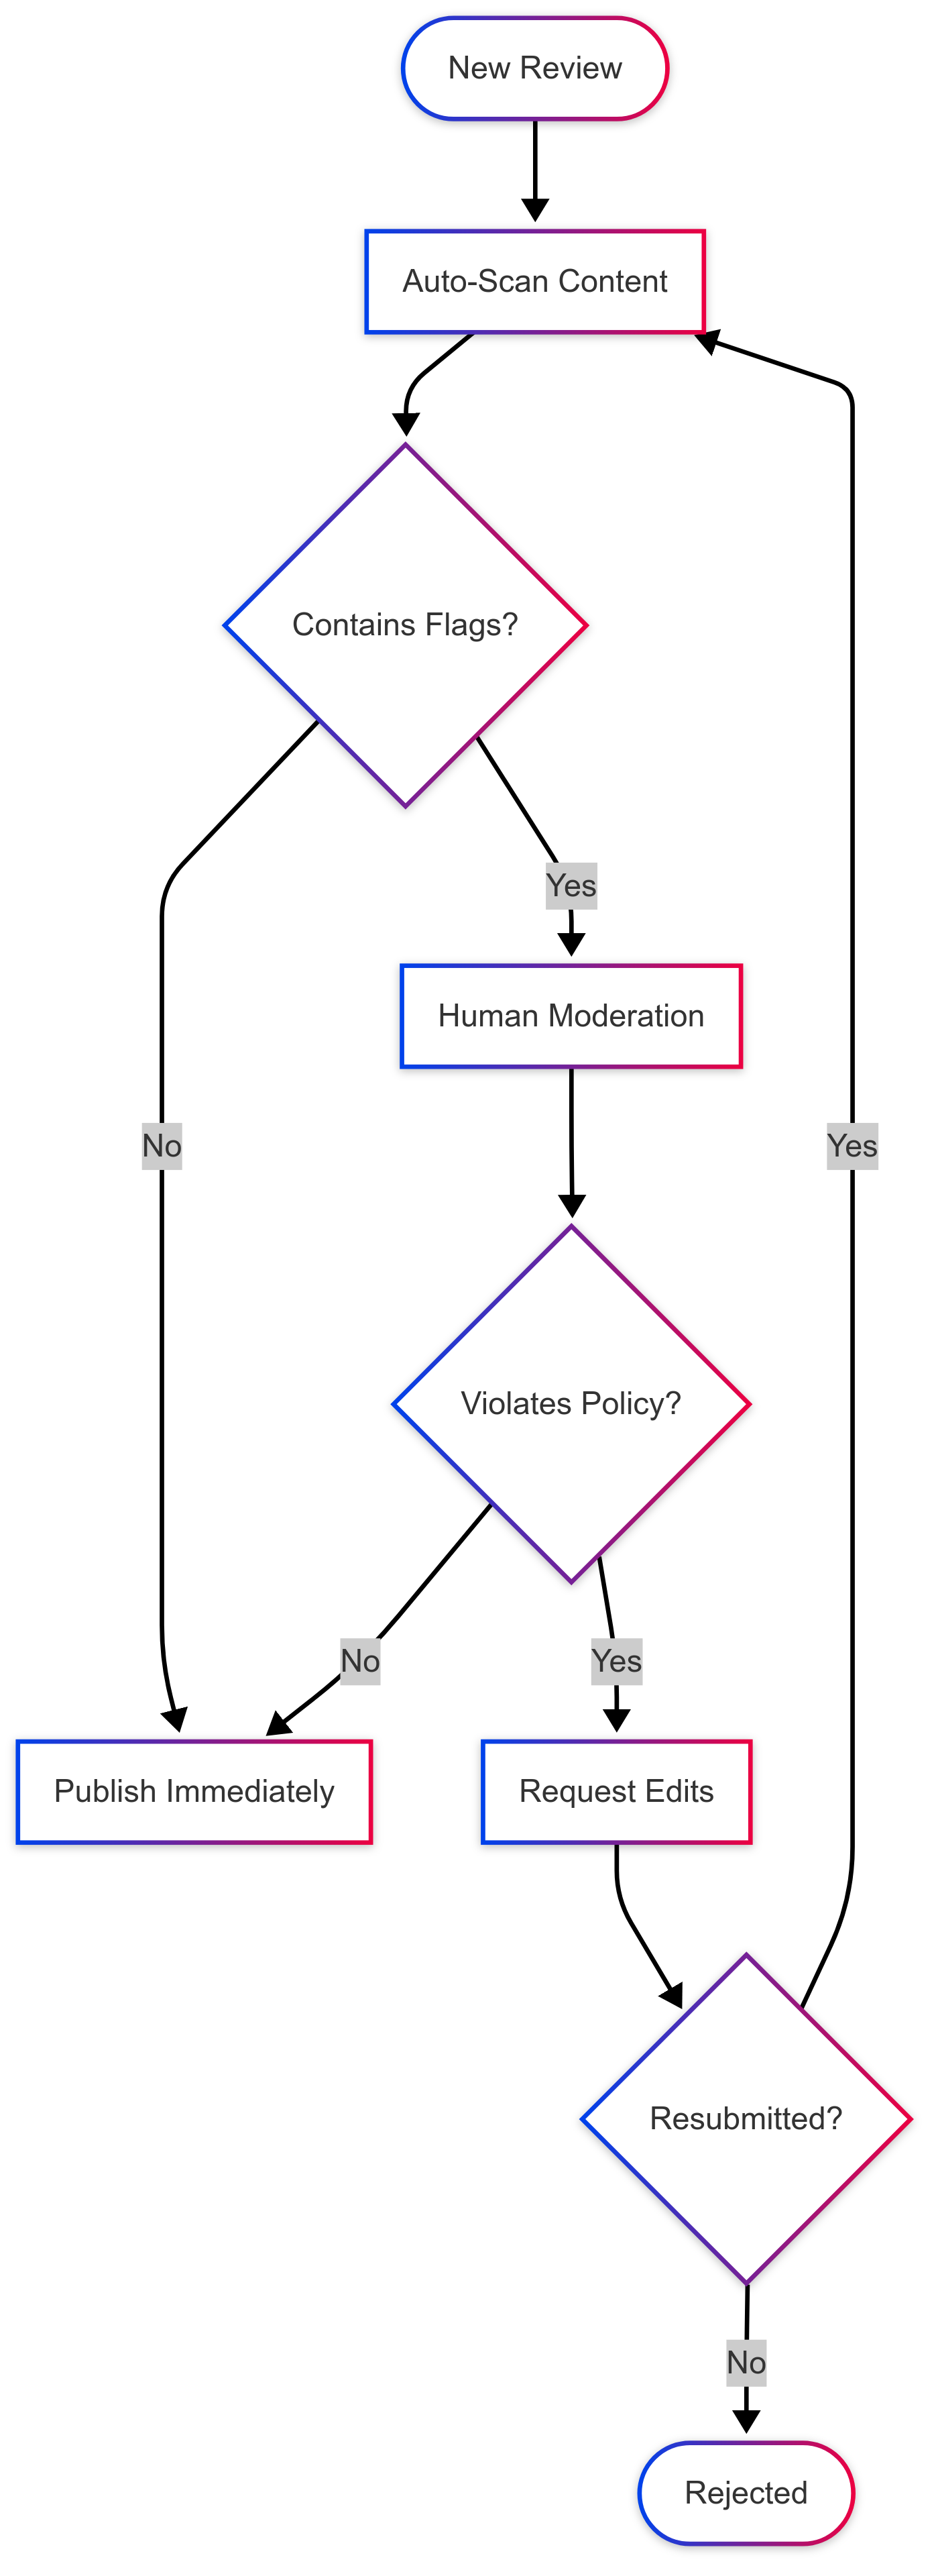 New Review
Auto-Scan Content
Contains Flags?
Yes
Human Moderation
No
Yes
Violates Policy?
No
Yes
Publish Immediately
Request Edits
Resubmitted?
No
Rejected